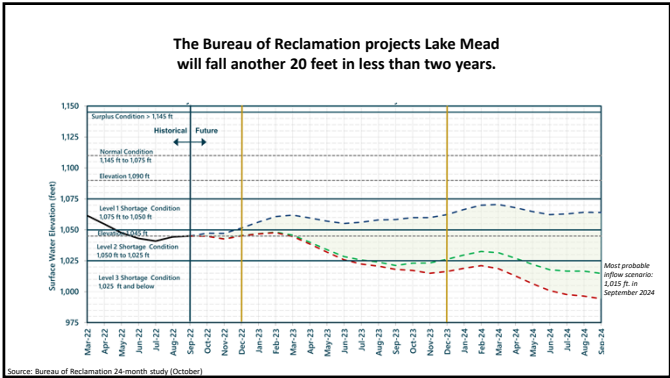 The Bureau of Reclamation projects Lake Mead
will fall another 20 feet in less than two years.
1,150
1,125
1,100
1,075
1,050
1,025
1,000
975
Surface Water Elevation (feet)
Surplus Condition > 1,145 ft
Historical
Future
Normal Condition
1,145 ft to 1,075 ft
Elevation 1,090 ft
Level 1 Shortage Condition
1,075 ft to 1,050 ft
Elevation 1,045 ft
Level 2 Shortage Condition
1,050 ft to 1,025 ft
Level 3 Shortage Condition
1,025 ft and below
Most probable
inflow scenario:
1,015 ft. in
September 2024
Mar-22
Apr-22
May-22
Jun-22
Jul-22
Aug-22
Sep-22
Oct-22
Nov-22
Dec-22
Jan-23
Feb-23
Mar-23
Apr-23
May-23
Jun-23
Jul-23
Aug-23
Sep-23
Oct-23
Nov-23
Dec-23
Jan-24
Feb-24
Mar-24
Apr-24
May-24
Jun-24
Jul-24
Aug-24
Sep-24
Source: Bureau of Reclamation 24-month study (October)